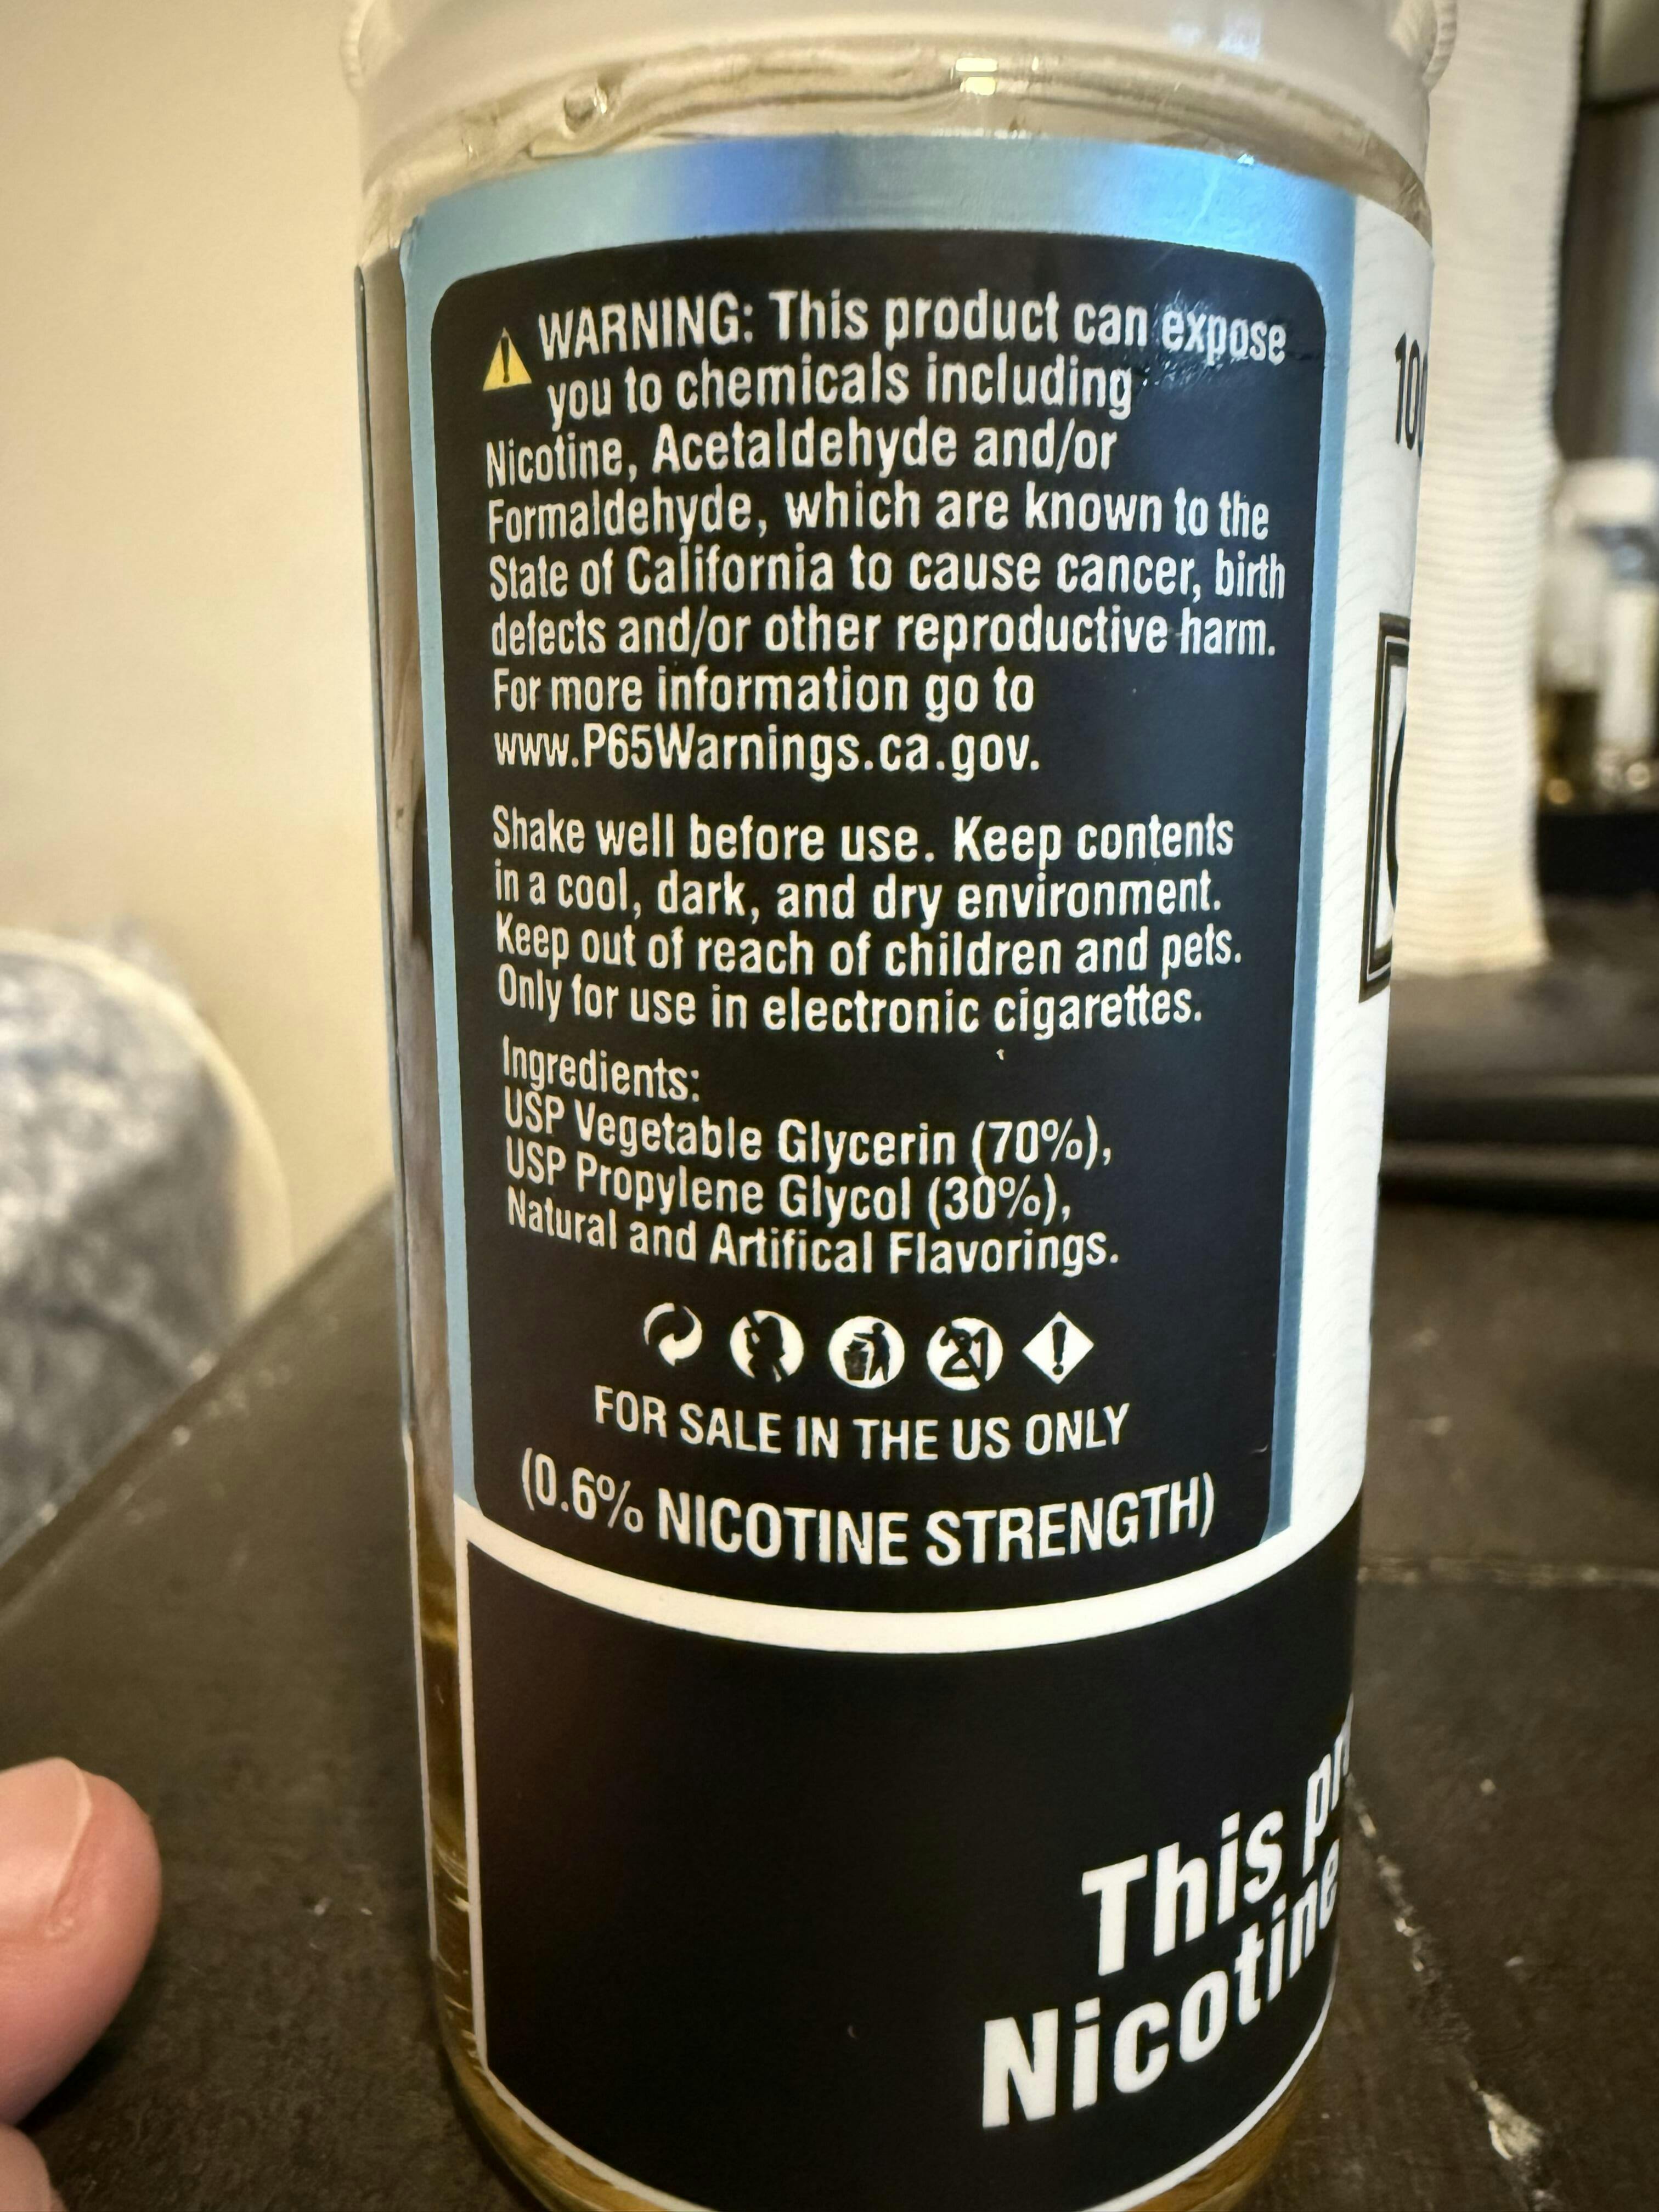 WARNING: This product can expose
you to chemicals including
Nicotine, Acetaldehyde and/or
Formaldehyde, which are known to the
State of California to cause cancer, birth
defects and/or other reproductive harm.
For more information go to
www.P65Warnings.ca.gov.
Shake well before use. Keep contents
in a cool, dark, and dry environment.
Keep out of reach of children and pets.
Only for use in electronic cigarettes.
Ingredients:
USP Vegetable Glycerin (70%),
USP Propylene Glycol (30%),
Natural and Artifical Flavorings.
FOR SALE IN THE US ONLY
(0.6% NICOTINE STRENGTH)
This
Nicotine